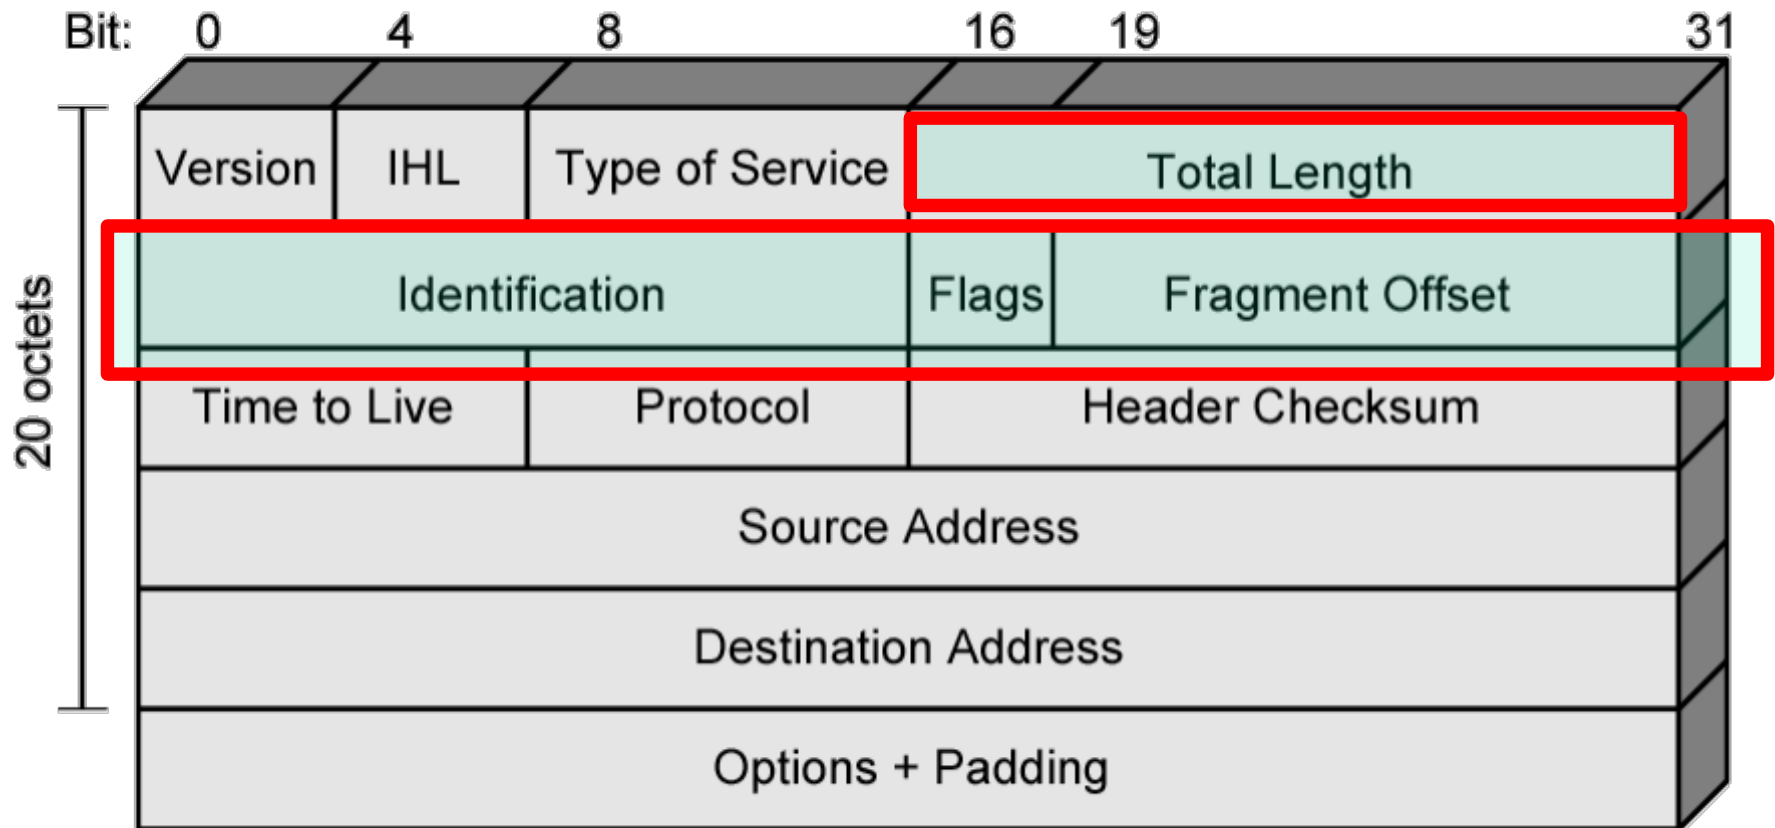 Bit: 0 4 8 16 19 31
Version IHL Type of Service Total Length
Identification Flags Fragment Offset
Time to Live Protocol Header Checksum
Source Address
Destination Address
Options + Padding
20 octets